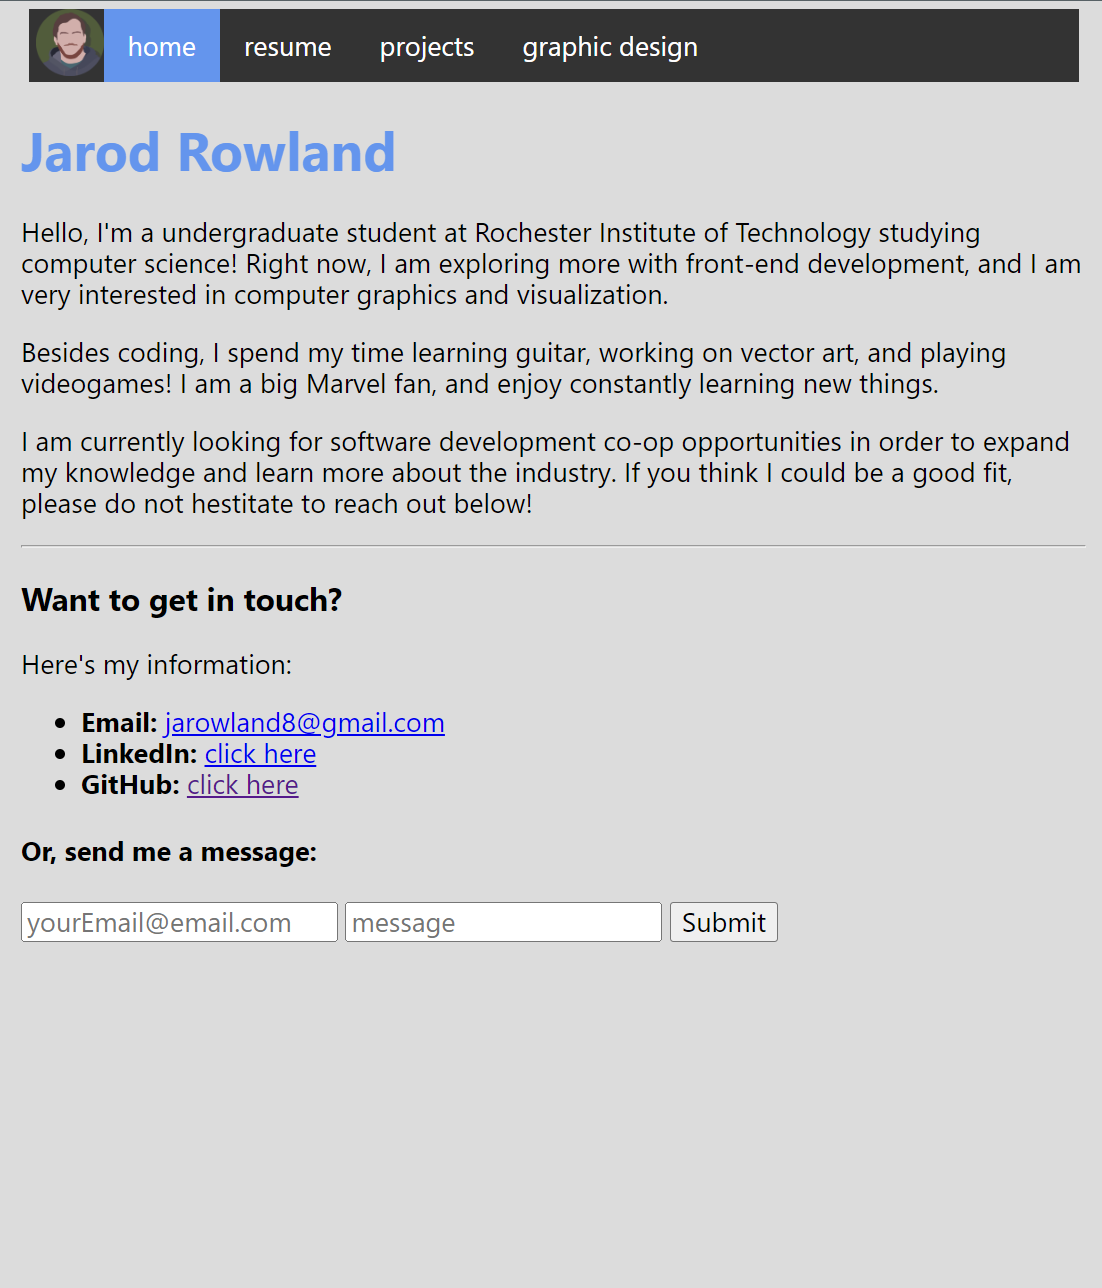 home resume projects graphic design
Jarod Rowland
Hello, I'm a undergraduate student at Rochester Institute of Technology studying
computer science! Right now, I am exploring more with front-end development, and I am
very interested in computer graphics and visualization.
Besides coding, I spend my time learning guitar, working on vector art, and playing
videogames! I am a big Marvel fan, and enjoy constantly learning new things.
I am currently looking for software development co-op opportunities in order to expand
my knowledge and learn more about the industry. If you think I could be a good fit,
please do not hestitate to reach out below!
Want to get in touch?
Here's my information:
• Email: jarowland8@gmail.com
• LinkedIn: click here
• GitHub: click here
Or, send me a message:
yourEmail@email.com message Submit